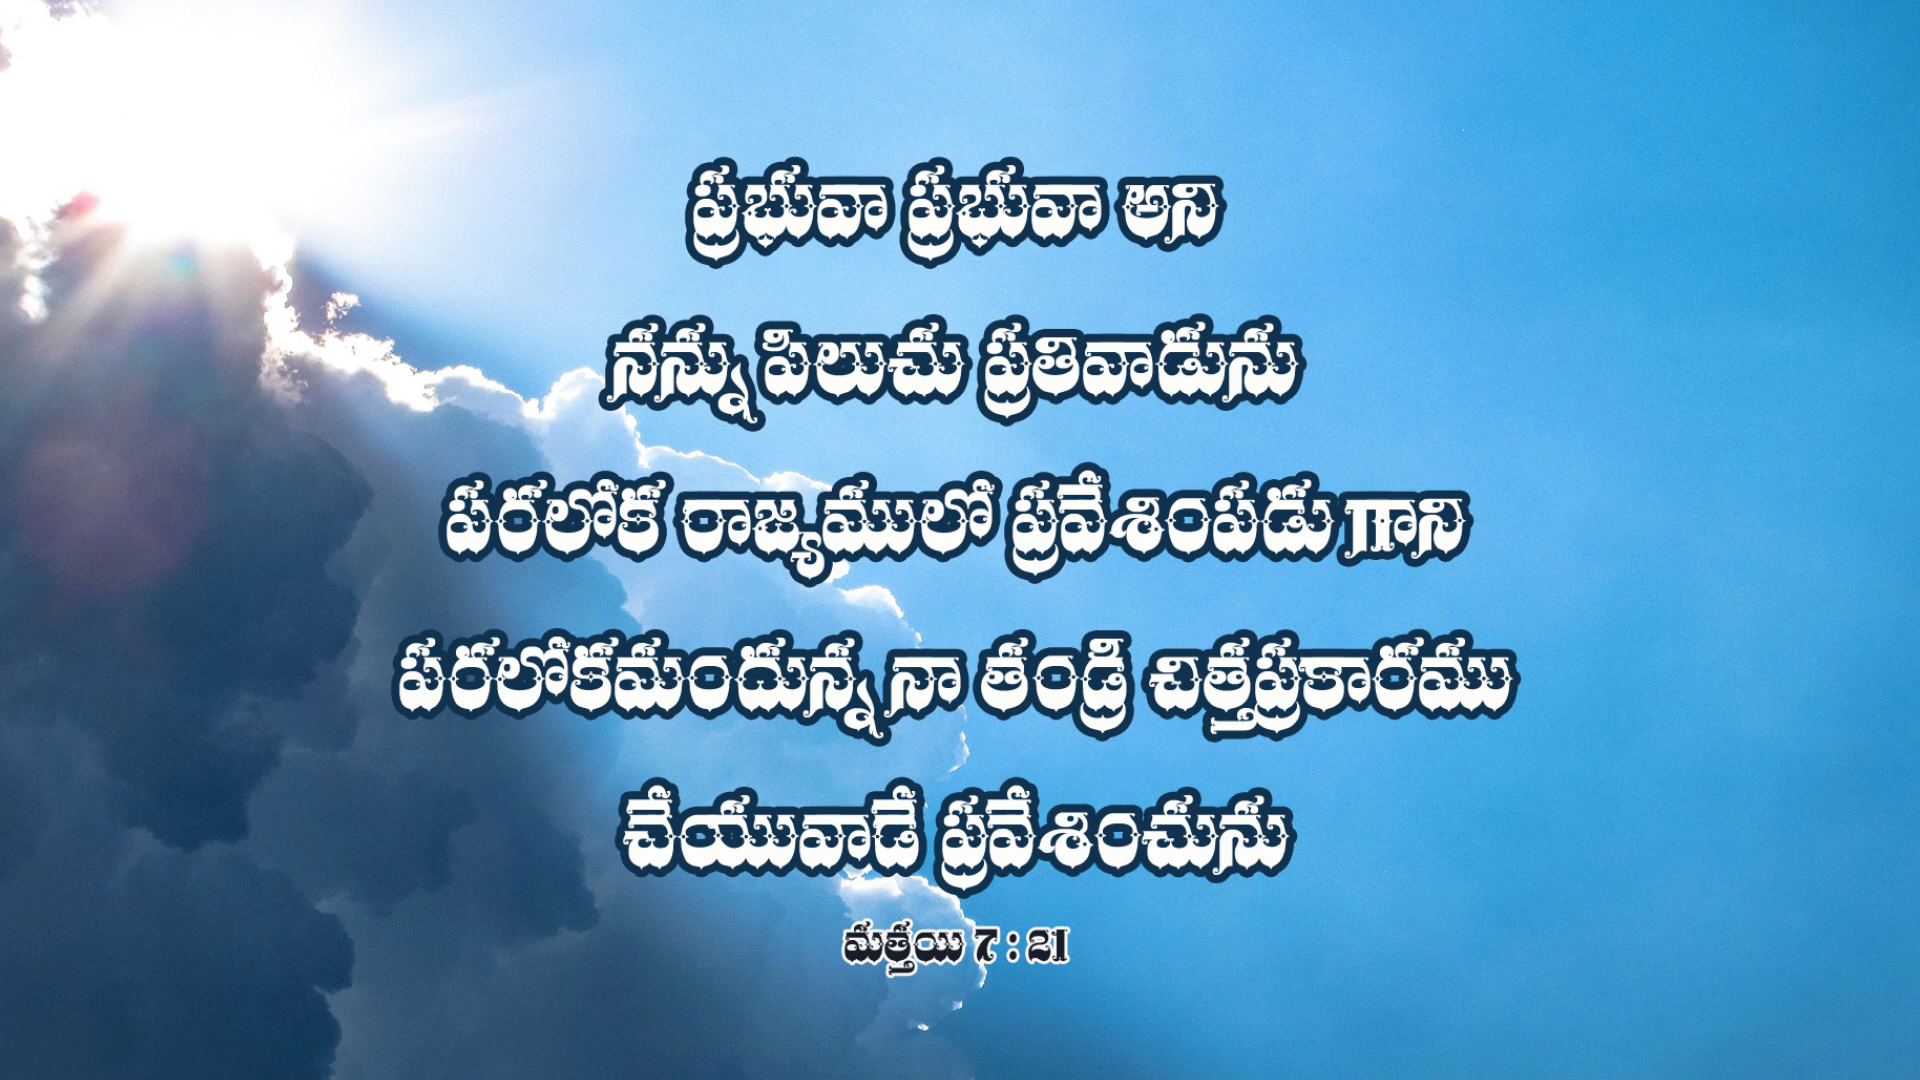 ప్రభువా ప్రభువా అని
నన్ను పిలుచు ప్రతివాడును
పరలోక రాజ్యములో ప్రవేశింపడు గాని
పరలోకమందున్న నా తండ్రి చిత్తప్రకారము
చేయువాడే ప్రవేశించును
మత్తయి 7 : 21